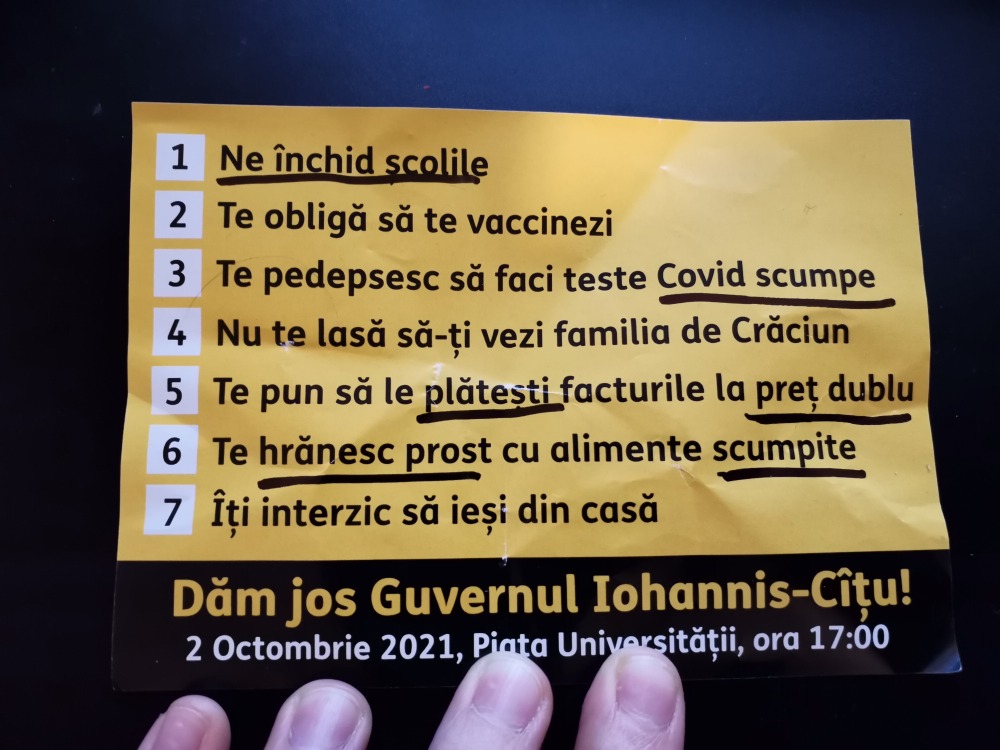 1 Ne închid școlile
2 Te obligă să te vaccinezi
3 Te pedepsesc să faci teste Covid scumpe
4 Nu te lasă să-ți vezi familia de Crăciun
5 Te pun să le plătești facturile la preț dublu
6 Te hrănesc prost cu alimente scumpite
7 Îți interzic să ieși din casă
Dăm jos Guvernul Iohannis-Cîțu!
2 Octombrie 2021, Piața Universității, ora 17:00